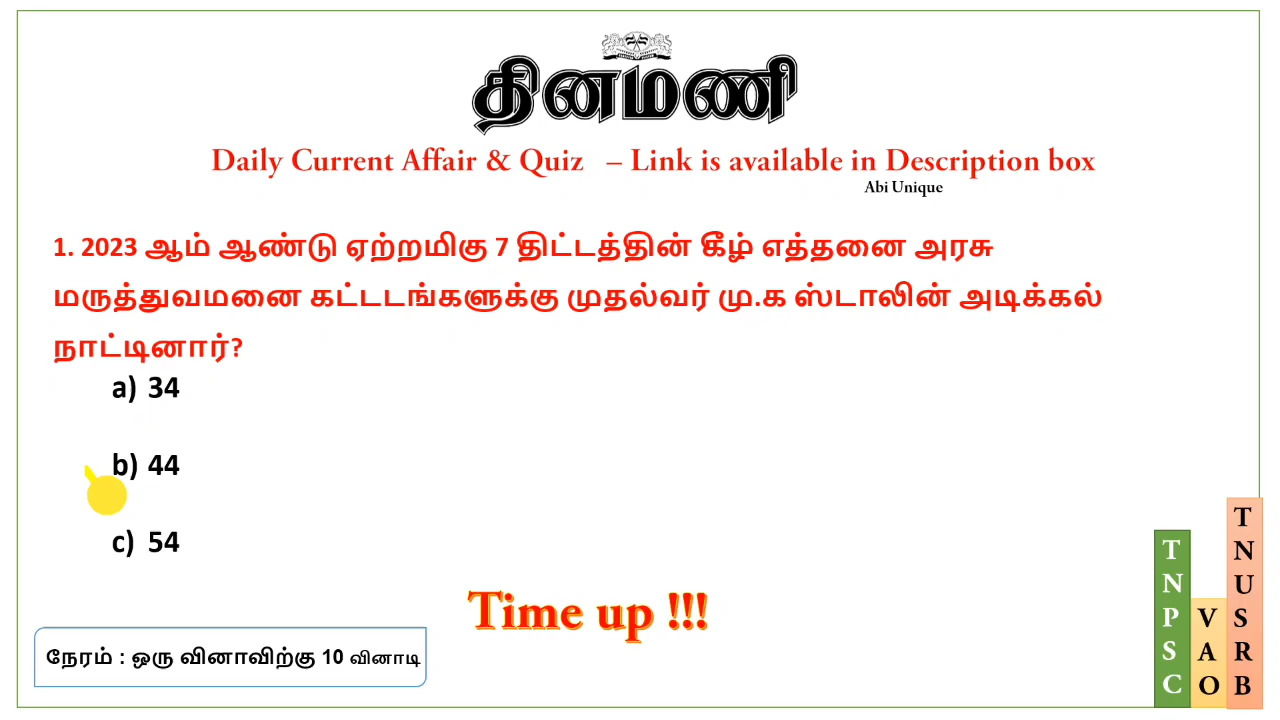 தினமணி
Daily Current Affair & Quiz – Link is available in Description box
Abi Unique
1. 2023 ஆம் ஆண்டு ஏற்றமிகு 7 திட்டத்தின் கீழ் எத்தனை அரசு
மருத்துவமனை கட்டடங்களுக்கு முதல்வர் மு.க ஸ்டாலின் அடிக்கல்
நாட்டினார்?
a) 34
b) 44
c) 54
Time up !!!
நேரம் : ஒரு வினாவிற்கு 10 வினாடி
TNPSC
VAO
TNUSRB